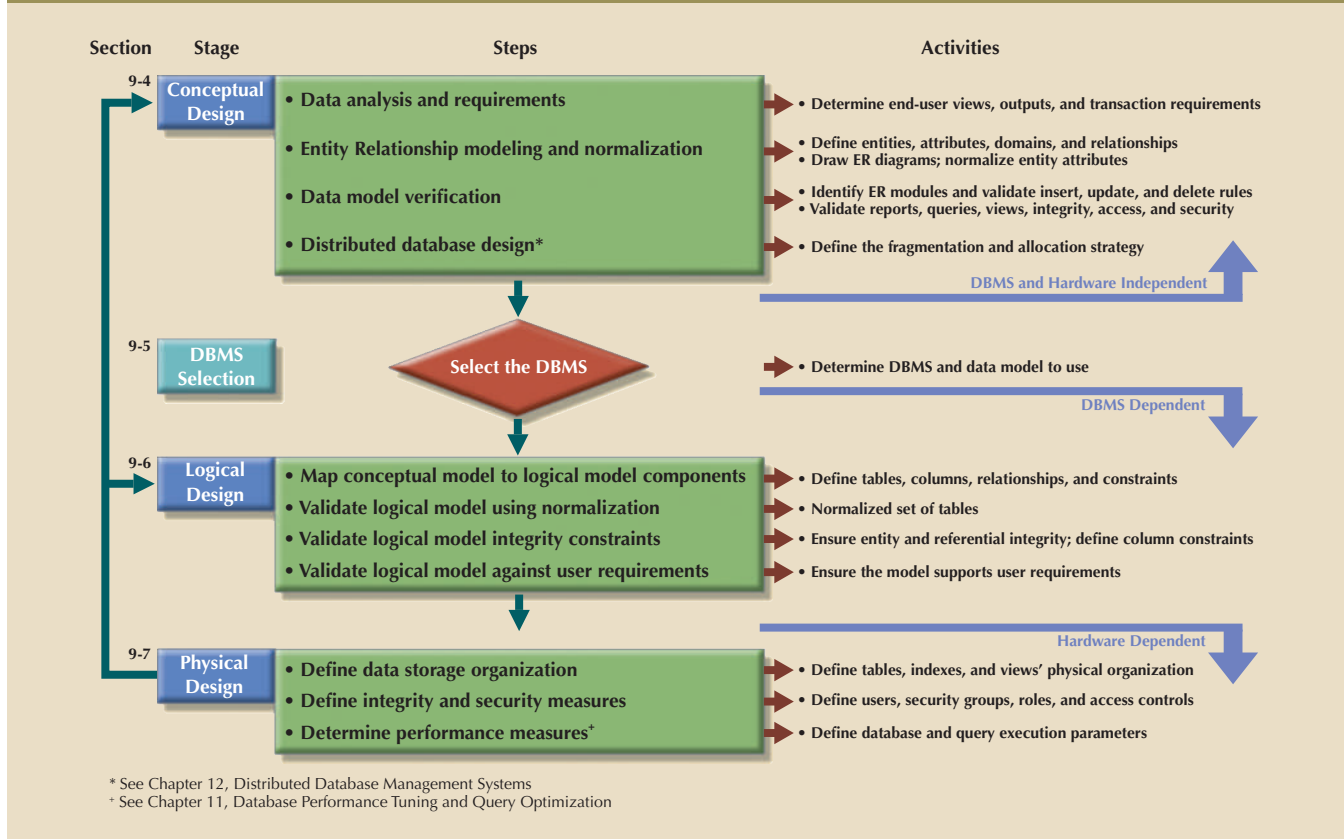 Section Stage Steps Activities
9-4
Conceptual
Design
• Data analysis and requirements
• Determine end-user views, outputs, and transaction requirements
• Entity Relationship modeling and normalization
• Define entities, attributes, domains, and relationships
• Draw ER diagrams; normalize entity attributes
• Data model verification
• Identify ER modules and validate insert, update, and delete rules
• Validate reports, queries, views, integrity, access, and security
• Distributed database design*
• Define the fragmentation and allocation strategy
DBMS and Hardware Independent
9-5
DBMS
Selection
Select the DBMS
• Determine DBMS and data model to use
DBMS Dependent
9-6
Logical
Design
• Map conceptual model to logical model components
• Define tables, columns, relationships, and constraints
• Validate logical model using normalization
• Normalized set of tables
• Validate logical model integrity constraints
• Ensure entity and referential integrity; define column constraints
• Validate logical model against user requirements
• Ensure the model supports user requirements
Hardware Dependent
9-7
Physical
Design
• Define data storage organization
• Define tables, indexes, and views’ physical organization
• Define integrity and security measures
• Define users, security groups, roles, and access controls
• Determine performance measures⁺
• Define database and query execution parameters
* See Chapter 12, Distributed Database Management Systems
⁺ See Chapter 11, Database Performance Tuning and Query Optimization